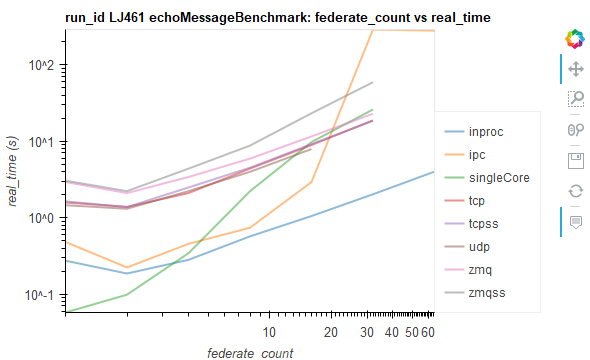 run_id LJ461 echoMessageBenchmark: federate_count vs real_time
real_time (s)
10^2
10^1
10^0
10^-1
10
20
30
40
50
60
federate_count
inproc
ipc
singleCore
tcp
tcpss
udp
zmq
zmqss